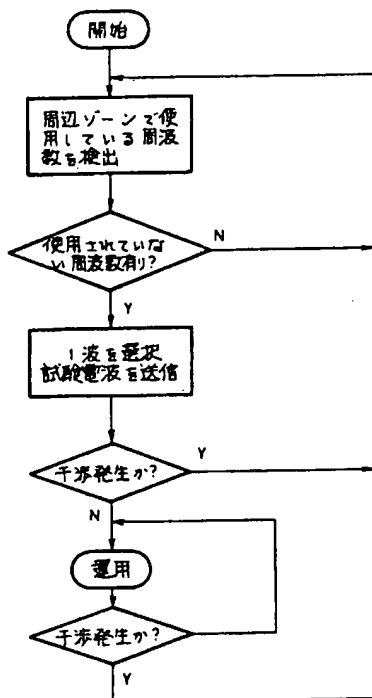 開始
周辺ゾーンで使
用している周波
数を検出
使用されていな
い周波数有り?
N
Y
1波を選択
試験電波を送信
干渉発生か?
Y
N
運用
干渉発生か?
Y